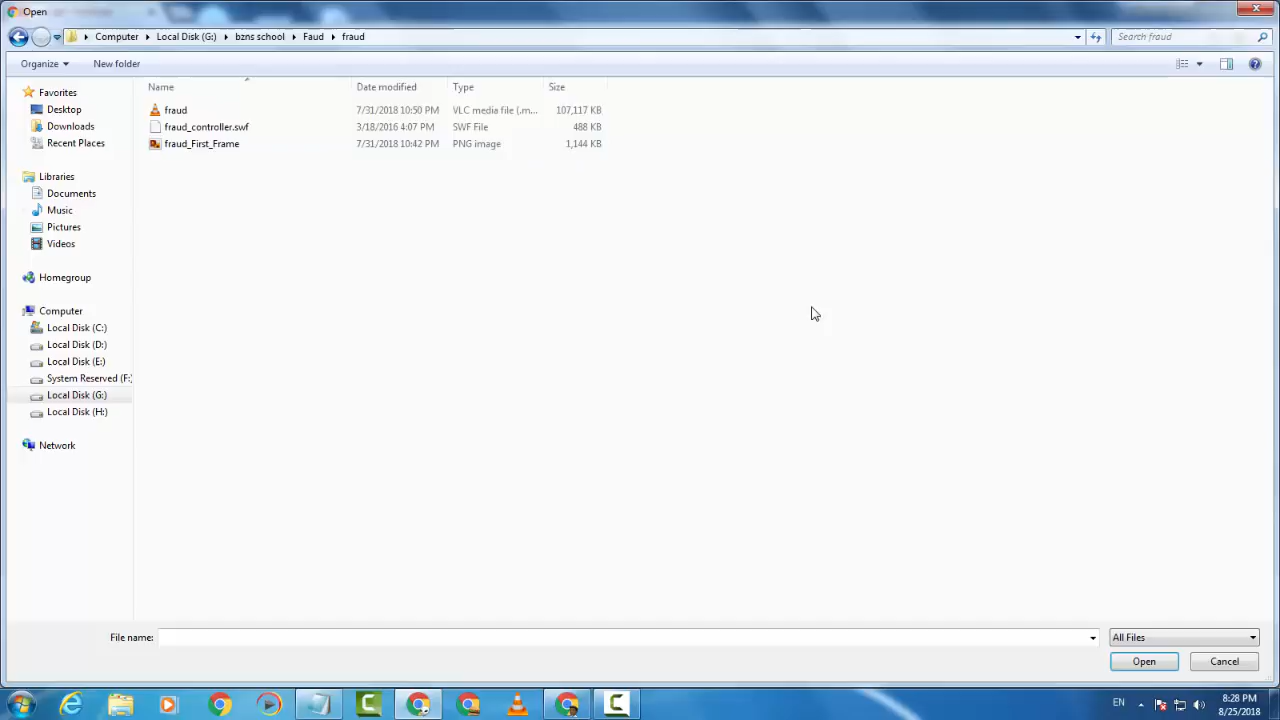 Open
Computer Local Disk (G:) bzns school Faud fraud Search fraud
Organize New folder
Name Date modified Type Size
fraud 7/31/2018 10:50 PM VLC media file (.m... 107,117 KB
fraud_controller.swf 3/18/2016 4:07 PM SWF File 488 KB
fraud_First_Frame 7/31/2018 10:42 PM PNG image 1,144 KB
Favorites
Desktop
Downloads
Recent Places
Libraries
Documents
Music
Pictures
Videos
Homegroup
Computer
Local Disk (C:)
Local Disk (D:)
Local Disk (E:)
System Reserved (F:
Local Disk (G:)
Local Disk (H:)
Network
File name: All Files
Open Cancel
EN 8:28 PM
8/25/2018